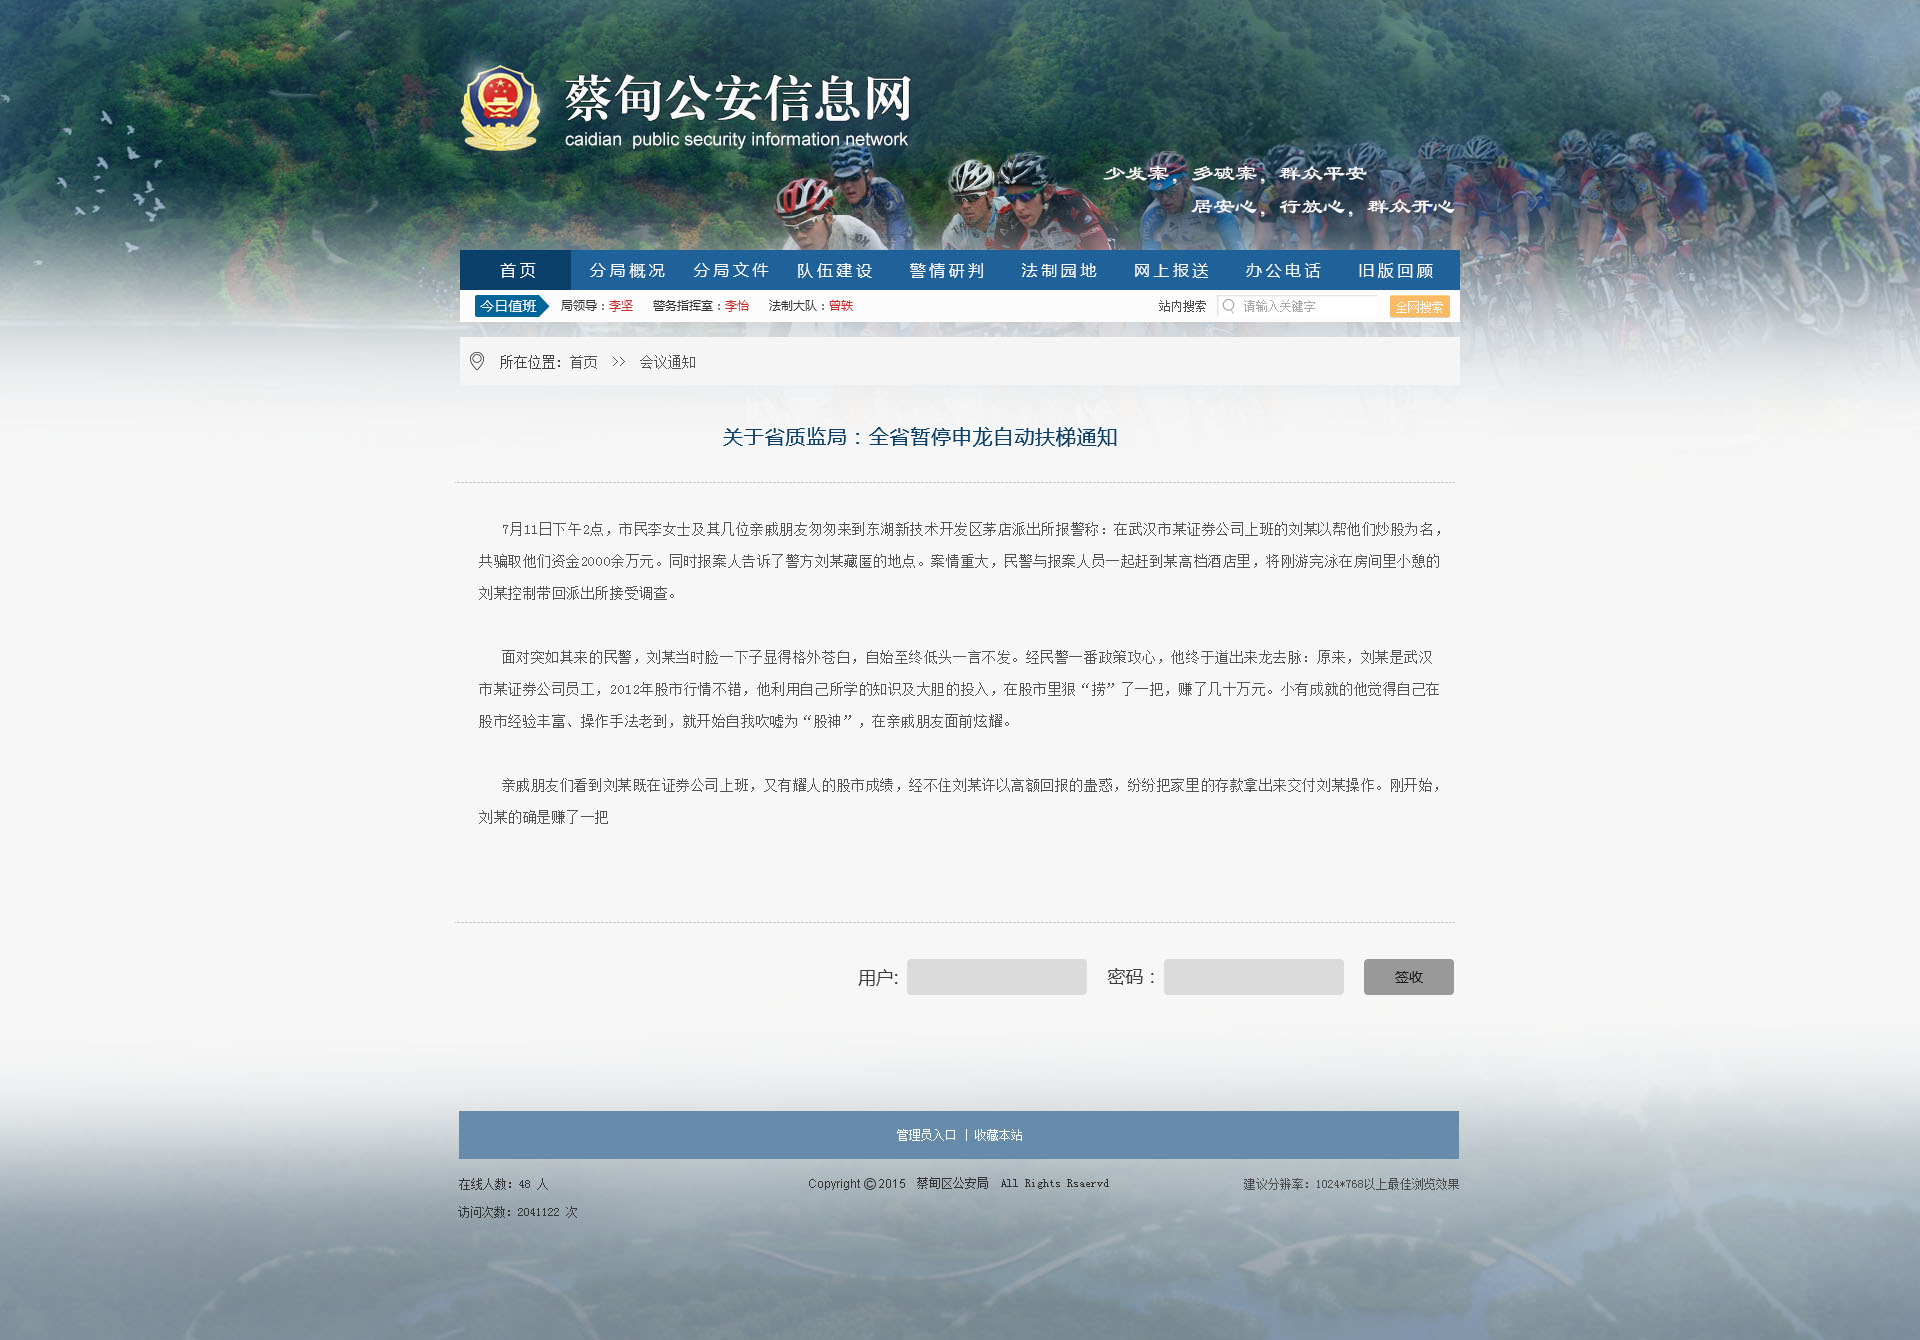 蔡甸公安信息网
caidian public security information network
少发案，多破案，群众平安
居安心，行放心，群众开心
首页 分局概况 分局文件 队伍建设 警情研判 法制园地 网上报送 办公电话 旧版回顾
今日值班 局领导：李坚 警务指挥室：李怡 法制大队：曾轶 站内搜索 请输入关键字 全网搜索
所在位置：首页 >> 会议通知
关于省质监局：全省暂停申龙自动扶梯通知
7月11日下午2点，市民李女士及其几位亲戚朋友匆匆来到东湖新技术开发区茅店派出所报警称：在武汉市某证券公司上班的刘某以帮他们炒股为名，
共骗取他们资金2000余万元。同时报案人告诉了警方刘某藏匿的地点。案情重大，民警与报案人员一起赶到某高档酒店里，将刚游完泳在房间里小憩的
刘某控制带回派出所接受调查。
面对突如其来的民警，刘某当时脸一下子显得格外苍白，自始至终低头一言不发。经民警一番政策攻心，他终于道出来龙去脉：原来，刘某是武汉
市某证券公司员工，2012年股市行情不错，他利用自己所学的知识及大胆的投入，在股市里狠“捞”了一把，赚了几十万元。小有成就的他觉得自己在
股市经验丰富、操作手法老到，就开始自我吹嘘为“股神”，在亲戚朋友面前炫耀。
亲戚朋友们看到刘某既在证券公司上班，又有耀人的股市成绩，经不住刘某许以高额回报的蛊惑，纷纷把家里的存款拿出来交付刘某操作。刚开始，
刘某的确是赚了一把
用户: 密码： 签收
管理员入口 | 收藏本站
在线人数：48 人 Copyright ©2015 蔡甸区公安局 All Rights Rsaervd 建议分辨率：1024*768以上最佳浏览效果
访问次数：2041122 次